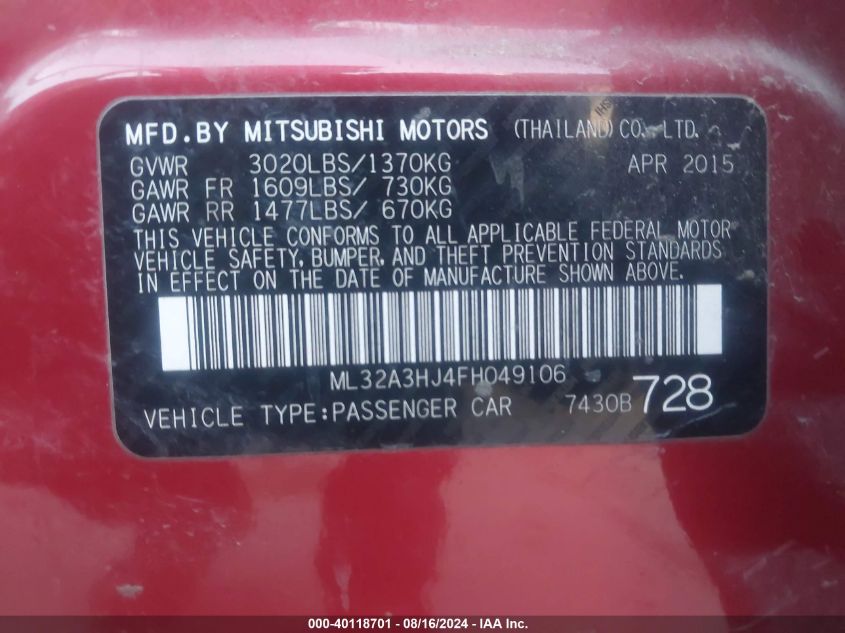 MFD.BY MITSUBISHI MOTORS (THAILAND) CO., LTD.
GVWR 3020LBS/1370KG APR 2015
GAWR FR 1609LBS/ 730KG
GAWR RR 1477LBS/ 670KG
THIS VEHICLE CONFORMS TO ALL APPLICABLE FEDERAL MOTOR
VEHICLE SAFETY, BUMPER, AND THEFT PREVENTION STANDARDS
IN EFFECT ON THE DATE OF MANUFACTURE SHOWN ABOVE.
ML32A3HJ4FH049106
VEHICLE TYPE:PASSENGER CAR 7430B 728
000-40118701 - 08/16/2024 - IAAI - Copyright 2024 IAA, Inc.